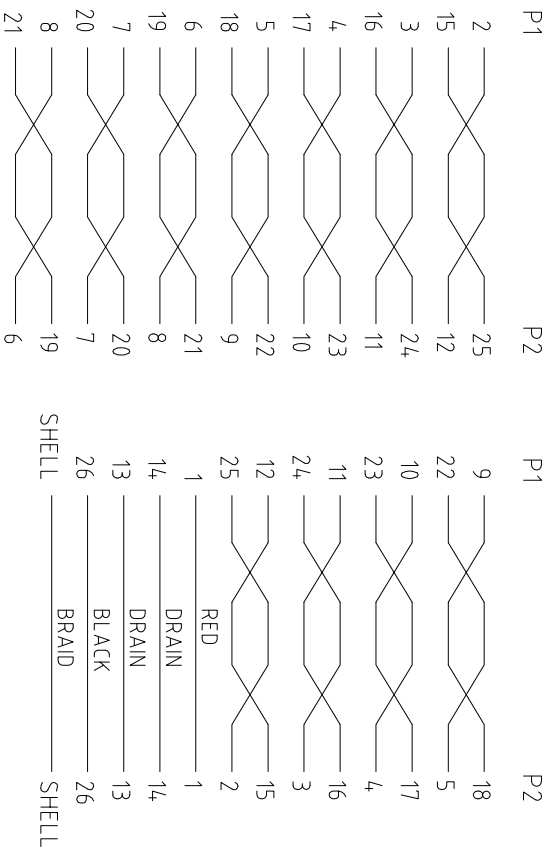 P1 P2 P1 P2
2 25 9 18
15 12 22 5
3 24 10 17
16 11 23 4
4 23 11 16
17 10 24 3
5 22 12 15
18 9 25 2
RED
6 21 1 1
DRAIN
19 8 14 14
DRAIN
7 20 13 13
BLACK
20 7 26 26
BRAID
8 19 SHELL SHELL
21 6